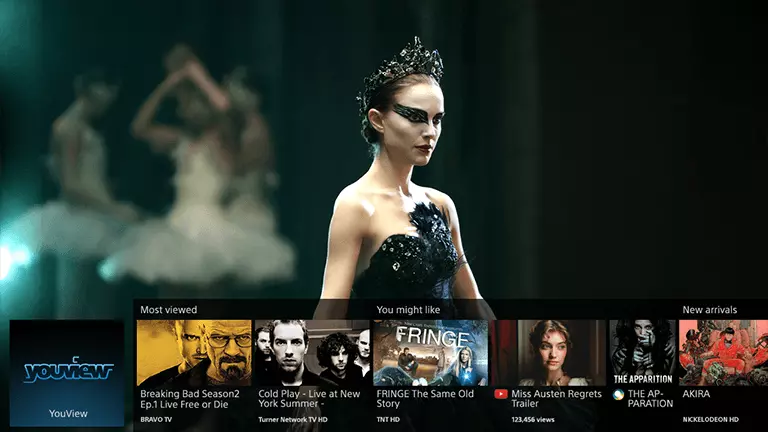 Most viewed
You might like
New arrivals
youview
YouView
Breaking Bad Season2
Ep.1 Live Free or Die
BRAVO TV
Cold Play - Live at New
York Summer -
Turner Network TV HD
FRINGE
FRINGE The Same Old
Story
TNT HD
Miss Austen Regrets
Trailer
123,456 views
THE APPARITION
THE AP-
PARATION
AKIRA
NICKELODEON HD